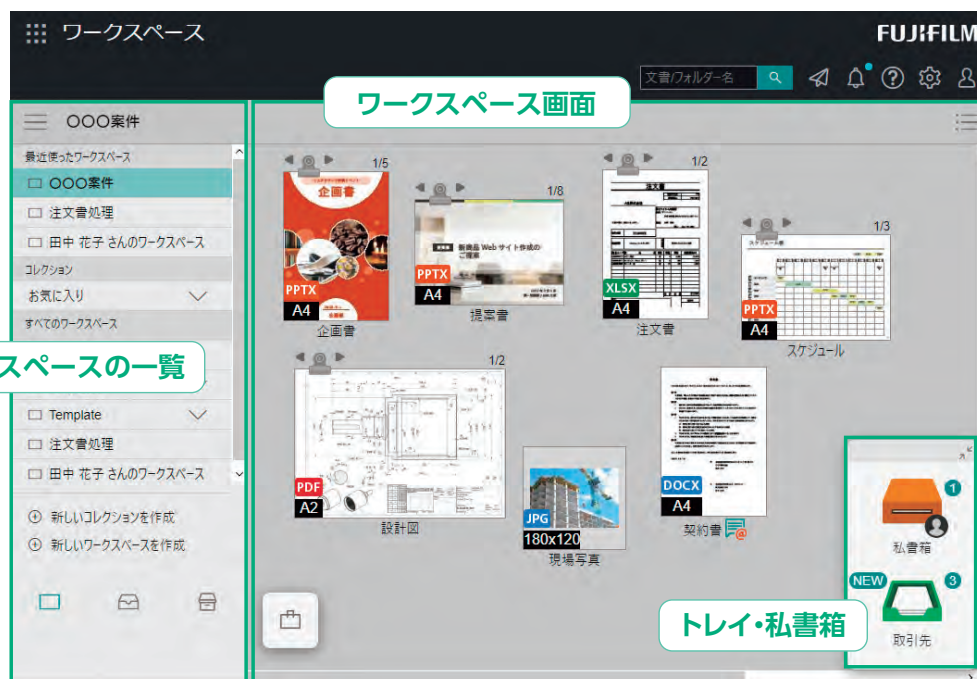 ワークスペース
FUJIFILM
文書/フォルダー名
ワークスペース画面
〇〇〇案件
最近使ったワークスペース
〇〇〇案件
注文書処理
田中 花子 さんのワークスペース
コレクション
お気に入り
すべてのワークスペース
スペースの一覧
Template
注文書処理
田中 花子 さんのワークスペース
新しいコレクションを作成
新しいワークスペースを作成
1/5
企画書
PPTX
A4
企画書
1/8
新商品 Web サイト作成の
ご提案
PPTX
A4
提案書
1/2
注文書
XLSX
A4
注文書
1/3
スケジュール表
PPTX
A4
スケジュール
1/2
PDF
A2
設計図
JPG
180x120
現場写真
DOCX
A4
契約書
1
私書箱
NEW
3
取引先
トレイ・私書箱